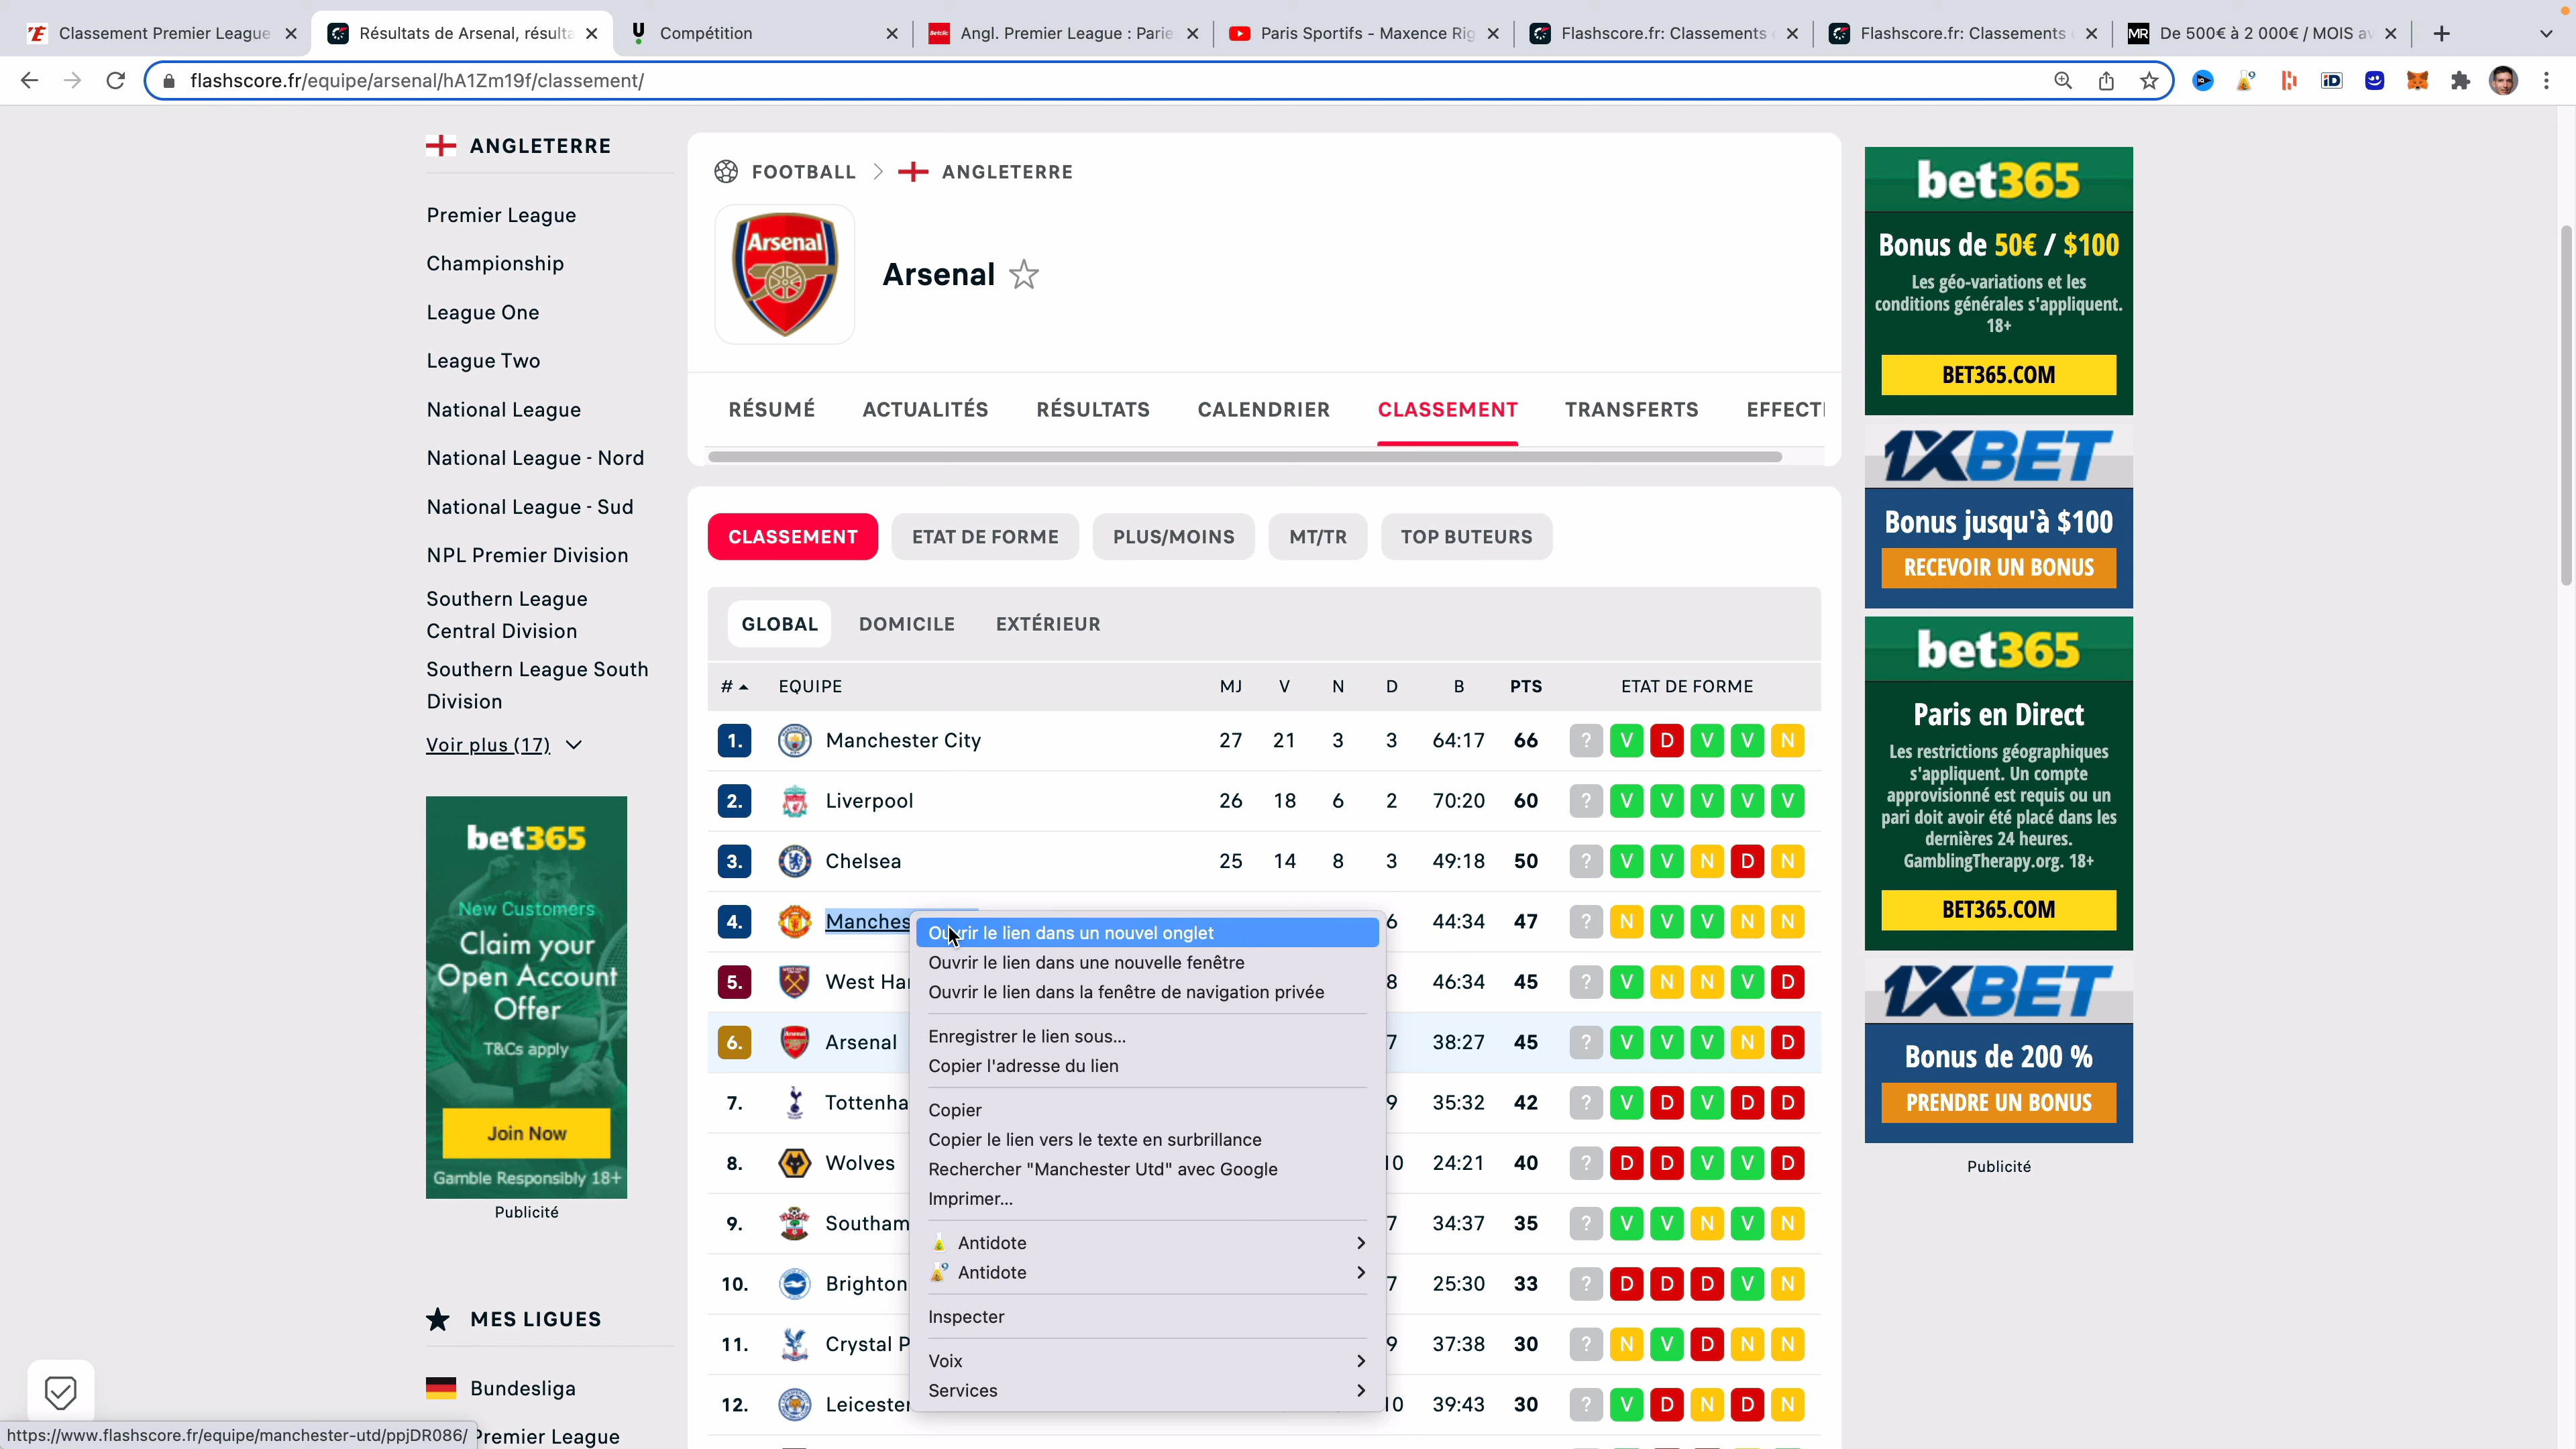 Classement Premier League
Résultats de Arsenal, résulta
Compétition
Angl. Premier League : Parie
Paris Sportifs - Maxence Rig
Flashscore.fr: Classements
Flashscore.fr: Classements
MR De 500€ à 2 000€ / MOIS av
flashscore.fr/equipe/arsenal/hA1Zm19f/classement/
ANGLETERRE
Premier League
Championship
League One
League Two
National League
National League - Nord
National League - Sud
NPL Premier Division
Southern League
Central Division
Southern League South
Division
Voir plus (17)
bet365
New Customers
Claim your
Open Account
Offer
T&Cs apply
Join Now
Gamble Responsibly 18+
Publicité
MES LIGUES
Bundesliga
Premier League
https://www.flashscore.fr/equipe/manchester-utd/ppjDR086/
FOOTBALL > ANGLETERRE
Arsenal
Arsenal
RÉSUMÉ ACTUALITÉS RÉSULTATS CALENDRIER CLASSEMENT TRANSFERTS EFFECTI
CLASSEMENT ETAT DE FORME PLUS/MOINS MT/TR TOP BUTEURS
GLOBAL DOMICILE EXTÉRIEUR
# EQUIPE MJ V N D B PTS ETAT DE FORME
1. Manchester City 27 21 3 3 64:17 66 ? V D V V N
2. Liverpool 26 18 6 2 70:20 60 ? V V V V V
3. Chelsea 25 14 8 3 49:18 50 ? V V N D N
4. Manches 6 44:34 47 ? N V V N N
5. West Ha 8 46:34 45 ? V N N V D
6. Arsenal 7 38:27 45 ? V V V N D
7. Tottenha 9 35:32 42 ? V D V D D
8. Wolves 10 24:21 40 ? D D V V D
9. Southam 7 34:37 35 ? V V N V N
10. Brighton 7 25:30 33 ? D D D V N
11. Crystal P 9 37:38 30 ? N V D N N
12. Leicester 10 39:43 30 ? V D N D N
Ouvrir le lien dans un nouvel onglet
Ouvrir le lien dans une nouvelle fenêtre
Ouvrir le lien dans la fenêtre de navigation privée
Enregistrer le lien sous...
Copier l'adresse du lien
Copier
Copier le lien vers le texte en surbrillance
Rechercher "Manchester Utd" avec Google
Imprimer...
Antidote
Antidote
Inspecter
Voix
Services
bet365
Bonus de 50€ / $100
Les géo-variations et les
conditions générales s'appliquent.
18+
BET365.COM
1XBET
Bonus jusqu'à $100
RECEVOIR UN BONUS
bet365
Paris en Direct
Les restrictions géographiques
s'appliquent. Un compte
approvisionné est requis ou un
pari doit avoir été placé dans les
dernières 24 heures.
GamblingTherapy.org. 18+
BET365.COM
1XBET
Bonus de 200 %
PRENDRE UN BONUS
Publicité